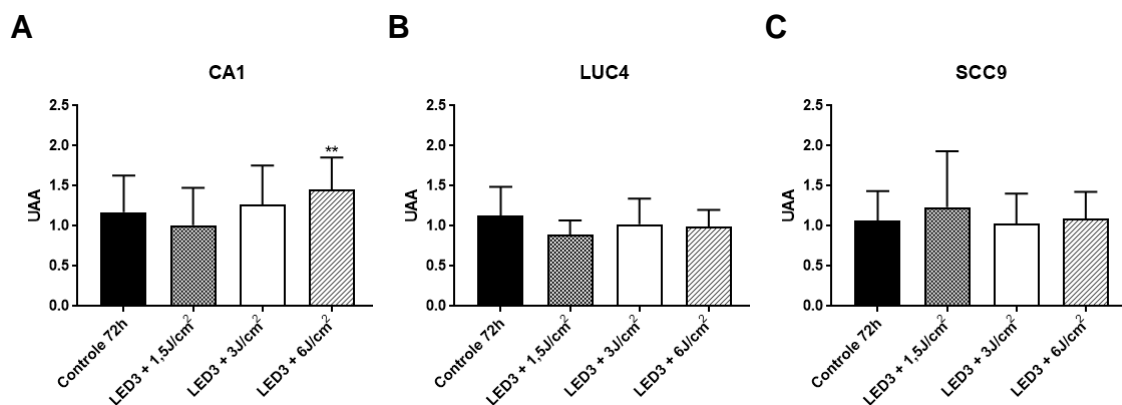 A
B
C
CA1
LUC4
SCC9
UAA
2.5
2.0
1.5
1.0
0.5
0.0
**
Controle 72h
LED3 + 1,5J/cm²
LED3 + 3J/cm²
LED3 + 6J/cm²
UAA
2.5
2.0
1.5
1.0
0.5
0.0
Controle 72h
LED3 + 1,5J/cm²
LED3 + 3J/cm²
LED3 + 6J/cm²
UAA
2.5
2.0
1.5
1.0
0.5
0.0
Controle 72h
LED3 + 1,5J/cm²
LED3 + 3J/cm²
LED3 + 6J/cm²